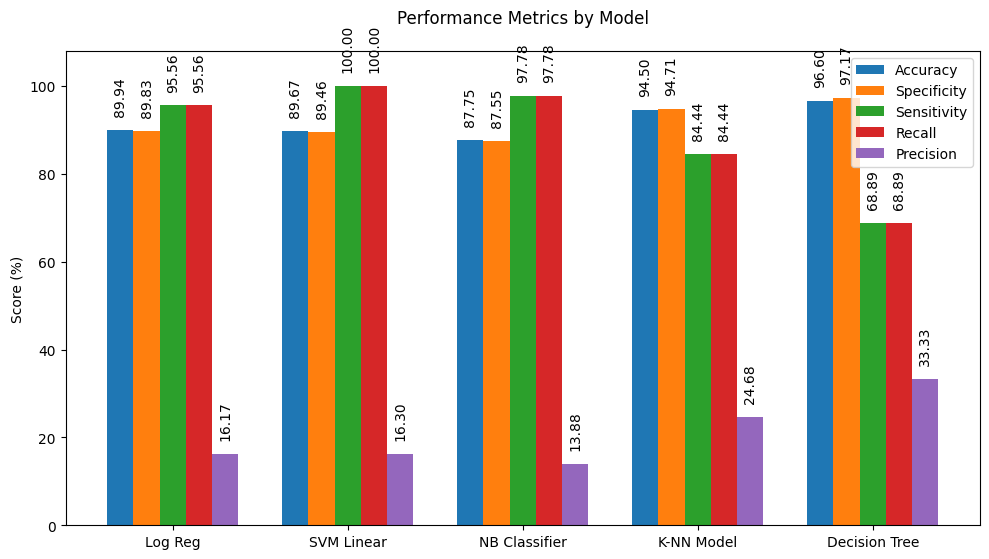 Performance Metrics by Model
Accuracy
Specificity
Sensitivity
Recall
Precision
Score (%)
100
80
60
40
20
0
89.94
89.83
95.56
95.56
16.17
89.67
89.46
100.00
100.00
16.30
87.75
87.55
97.78
97.78
13.88
94.50
94.71
84.44
84.44
24.68
96.60
97.17
68.89
68.89
33.33
Log Reg
SVM Linear
NB Classifier
K-NN Model
Decision Tree